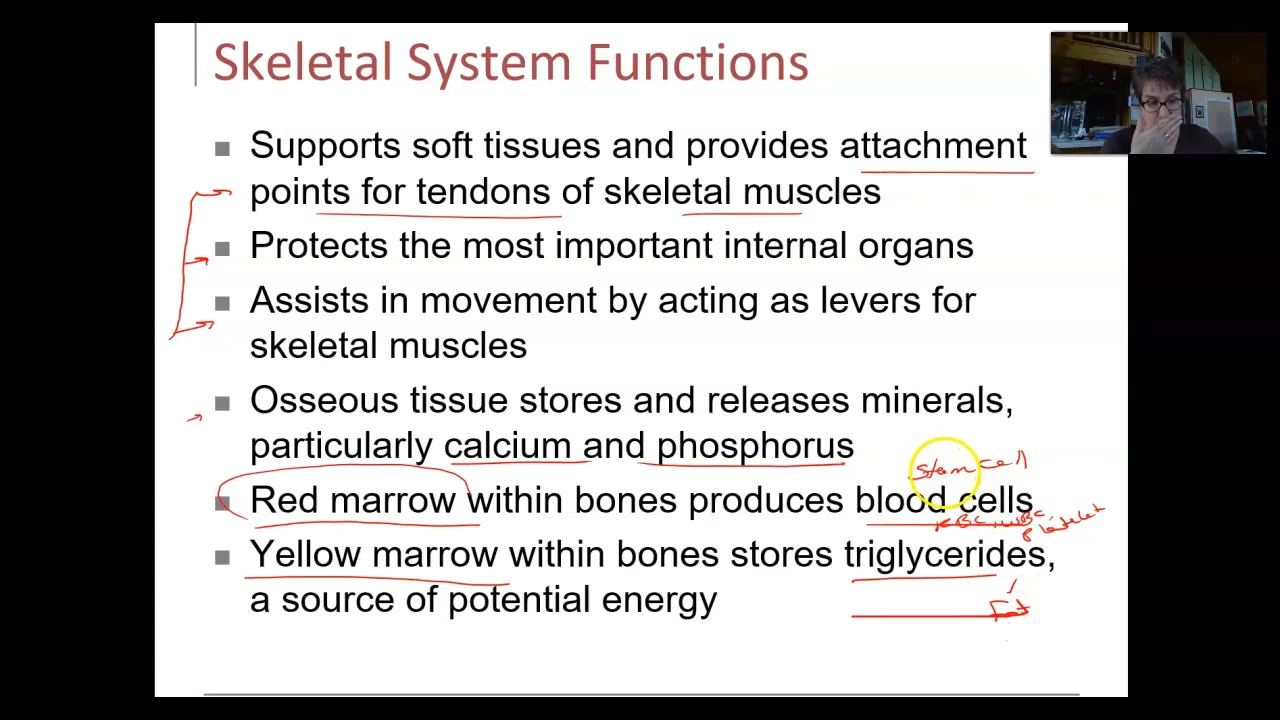 Skeletal System Functions
■ Supports soft tissues and provides attachment
points for tendons of skeletal muscles
■ Protects the most important internal organs
■ Assists in movement by acting as levers for
skeletal muscles
■ Osseous tissue stores and releases minerals,
particularly calcium and phosphorus
stem cell
■ Red marrow within bones produces blood cells
RBC, WBC, platelet
■ Yellow marrow within bones stores triglycerides,
a source of potential energy
Fat